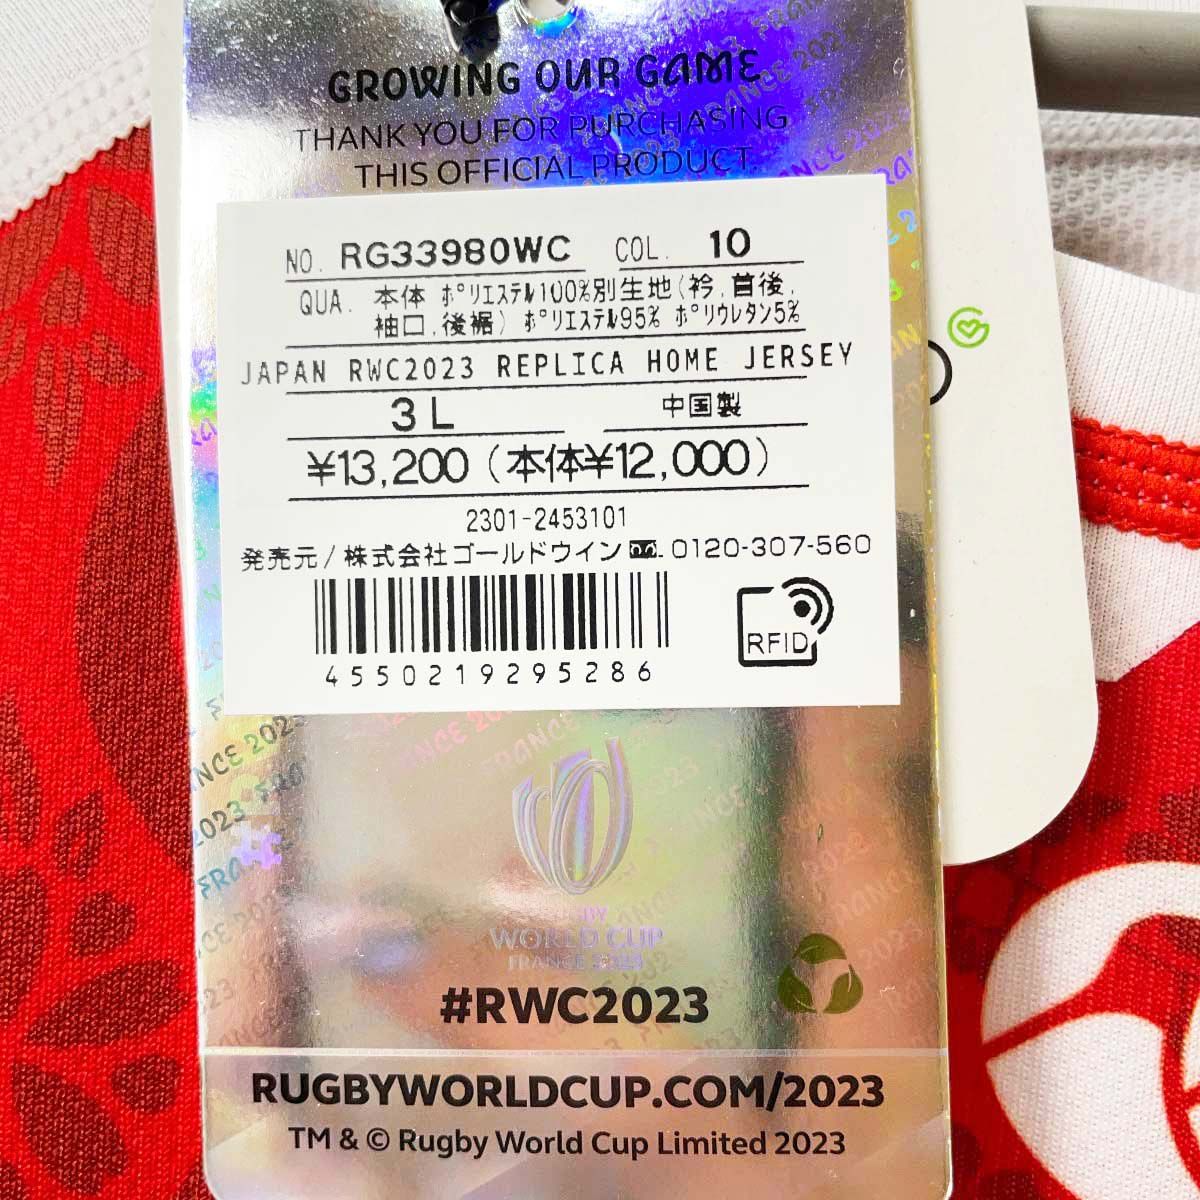 GROWING OUR GAME
THANK YOU FOR PURCHASING
THIS OFFICIAL PRODUCT.
NO. RG33980WC COL. 10
QUA. 本体 ポリエステル100%別生地(衿,首後,
袖口,後裾) ポリエステル95% ポリウレタン5%
JAPAN RWC2023 REPLICA HOME JERSEY
3L 中国製
¥13,200(本体¥12,000)
2301-2453101
発売元/株式会社ゴールドウイン 0120-307-560
RFID
4550219295286
RUGBY
WORLD CUP
FRANCE 2023
#RWC2023
RUGBYWORLDCUP.COM/2023
TM & © Rugby World Cup Limited 2023